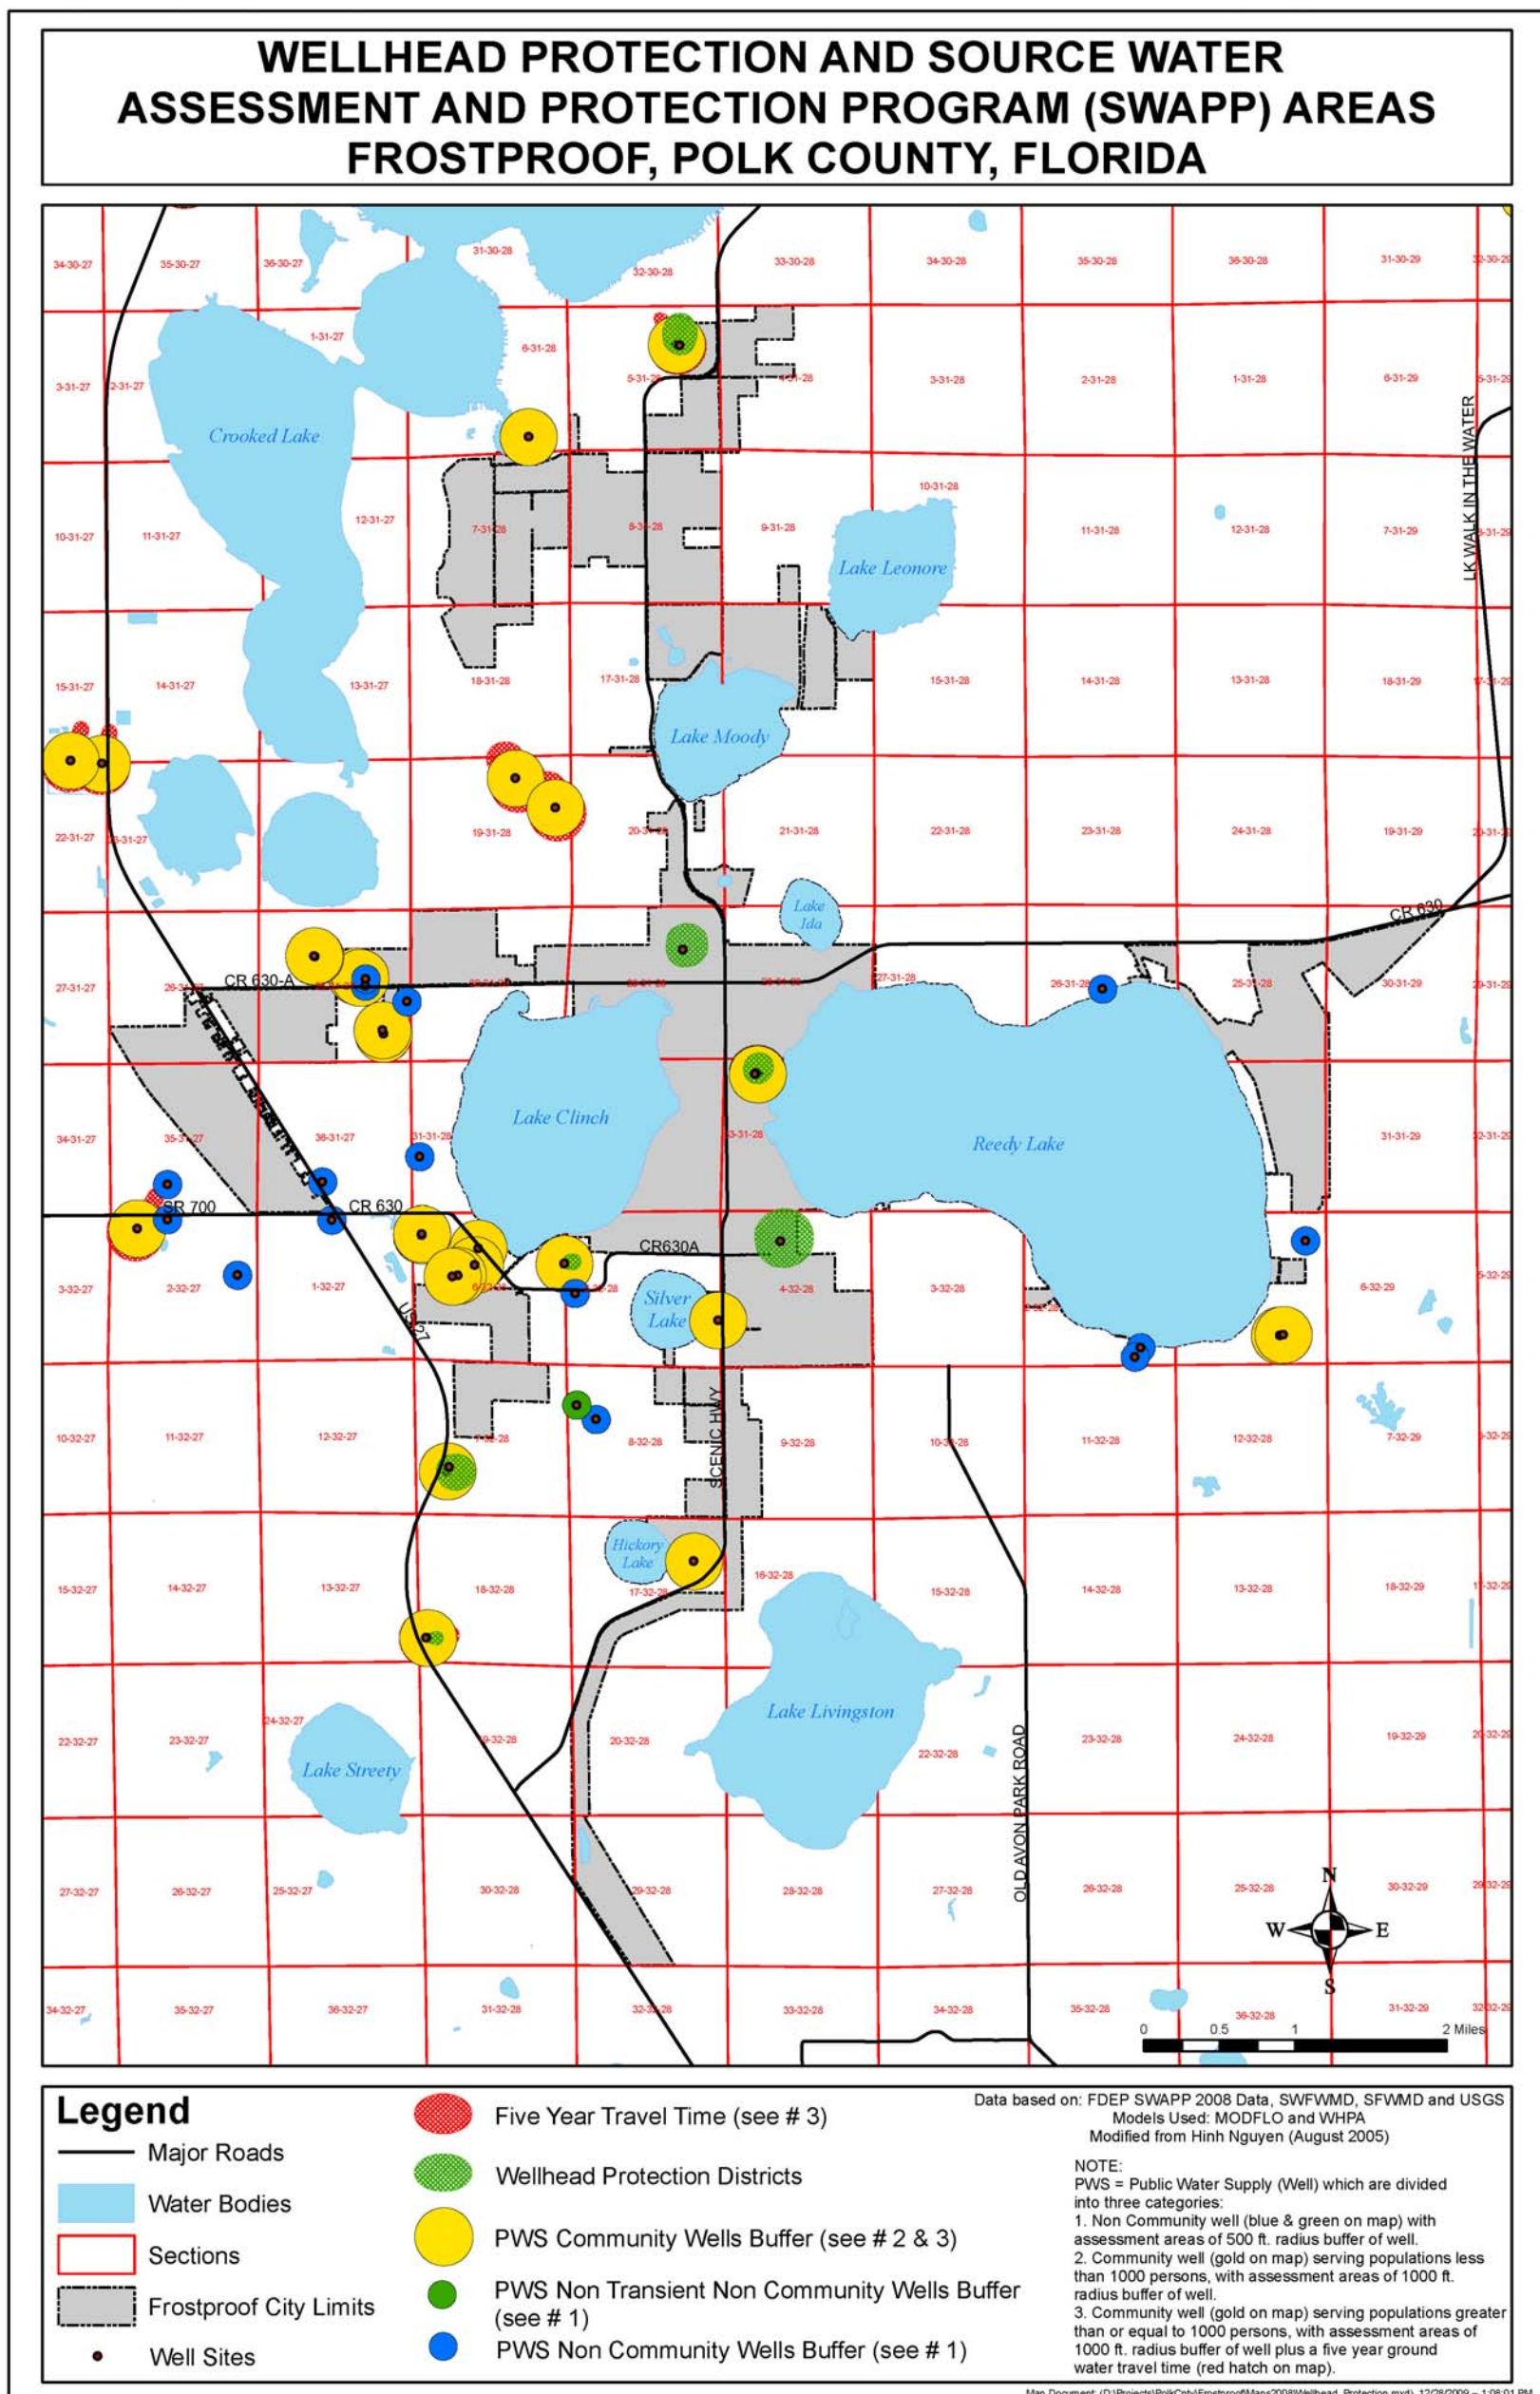 WELLHEAD PROTECTION AND SOURCE WATER
ASSESSMENT AND PROTECTION PROGRAM (SWAPP) AREAS
FROSTPROOF, POLK COUNTY, FLORIDA
34-30-27
35-30-27
36-30-27
31-30-28
32-30-28
33-30-28
34-30-28
35-30-28
36-30-28
31-30-29
3-31-27
2-31-27
1-31-27
6-31-28
3-31-28
2-31-28
1-31-28
6-31-29
Crooked Lake
LK WALK IN THE WATER
10-31-27
11-31-27
12-31-27
7-31-28
9-31-28
10-31-28
11-31-28
12-31-28
7-31-29
Lake Leonore
15-31-27
14-31-27
13-31-27
18-31-28
17-31-28
15-31-28
14-31-28
13-31-28
18-31-29
Lake Moody
22-31-27
19-31-28
21-31-28
22-31-28
23-31-28
24-31-28
19-31-29
Lake
Ida
CR 630
27-31-27
CR 630-A
27-31-28
26-31-28
25-31-28
30-31-29
34-31-27
35-31-27
36-31-27
31-31-28
Lake Clinch
Reedy Lake
31-31-29
SR 700
CR 630
CR630A
3-32-27
2-32-27
1-32-27
US 27
Silver
Lake
4-32-28
3-32-28
6-32-29
10-32-27
11-32-27
12-32-27
8-32-28
SCENIC HWY
9-32-28
11-32-28
12-32-28
7-32-29
15-32-27
14-32-27
13-32-27
18-32-28
Hickory
Lake
17-32-28
16-32-28
15-32-28
14-32-28
13-32-28
18-32-29
22-32-27
23-32-27
24-32-27
Lake Streety
20-32-28
Lake Livingston
22-32-28
OLD AVON PARK ROAD
23-32-28
24-32-28
19-32-29
27-32-27
26-32-27
25-32-27
30-32-28
29-32-28
28-32-28
27-32-28
26-32-28
25-32-28
30-32-29
N
W E
S
34-32-27
35-32-27
36-32-27
31-32-28
33-32-28
34-32-28
35-32-28
36-32-28
31-32-29
0 0.5 1 2 Miles
Legend
Major Roads
Water Bodies
Sections
Frostproof City Limits
Well Sites
Five Year Travel Time (see # 3)
Wellhead Protection Districts
PWS Community Wells Buffer (see # 2 & 3)
PWS Non Transient Non Community Wells Buffer
(see # 1)
PWS Non Community Wells Buffer (see # 1)
Data based on: FDEP SWAPP 2008 Data, SWFWMD, SFWMD and USGS
Models Used: MODFLO and WHPA
Modified from Hinh Nguyen (August 2005)
NOTE:
PWS = Public Water Supply (Well) which are divided
into three categories:
1. Non Community well (blue & green on map) with
assessment areas of 500 ft. radius buffer of well.
2. Community well (gold on map) serving populations less
than 1000 persons, with assessment areas of 1000 ft.
radius buffer of well.
3. Community well (gold on map) serving populations greater
than or equal to 1000 persons, with assessment areas of
1000 ft. radius buffer of well plus a five year ground
water travel time (red hatch on map).